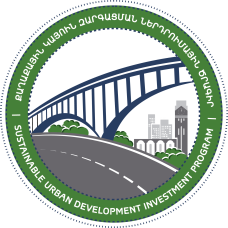 ՔԱՂԱՔԱՅԻՆ ԿԱՅՈՒՆ ԶԱՐԳԱՑՄԱՆ ՆԵՐԴՐՈՒՄԱՅԻՆ ԾՐԱԳԻՐ
SUSTAINABLE URBAN DEVELOPMENT INVESTMENT PROGRAM